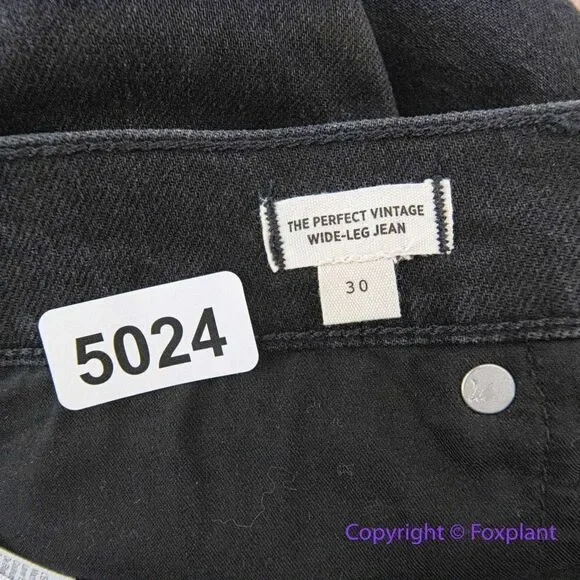 THE PERFECT VINTAGE
WIDE-LEG JEAN
30
5024
Copyright © Foxplant